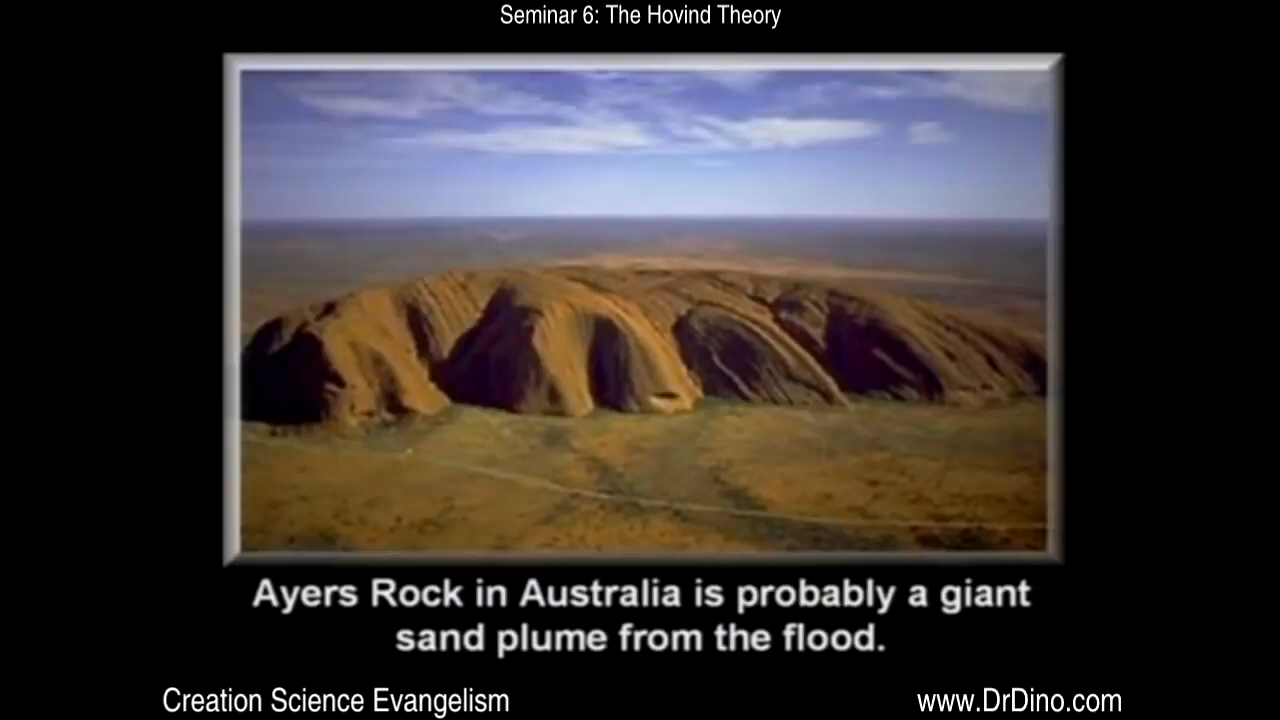 Seminar 6: The Hovind Theory
Ayers Rock in Australia is probably a giant
sand plume from the flood.
Creation Science Evangelism
www.DrDino.com